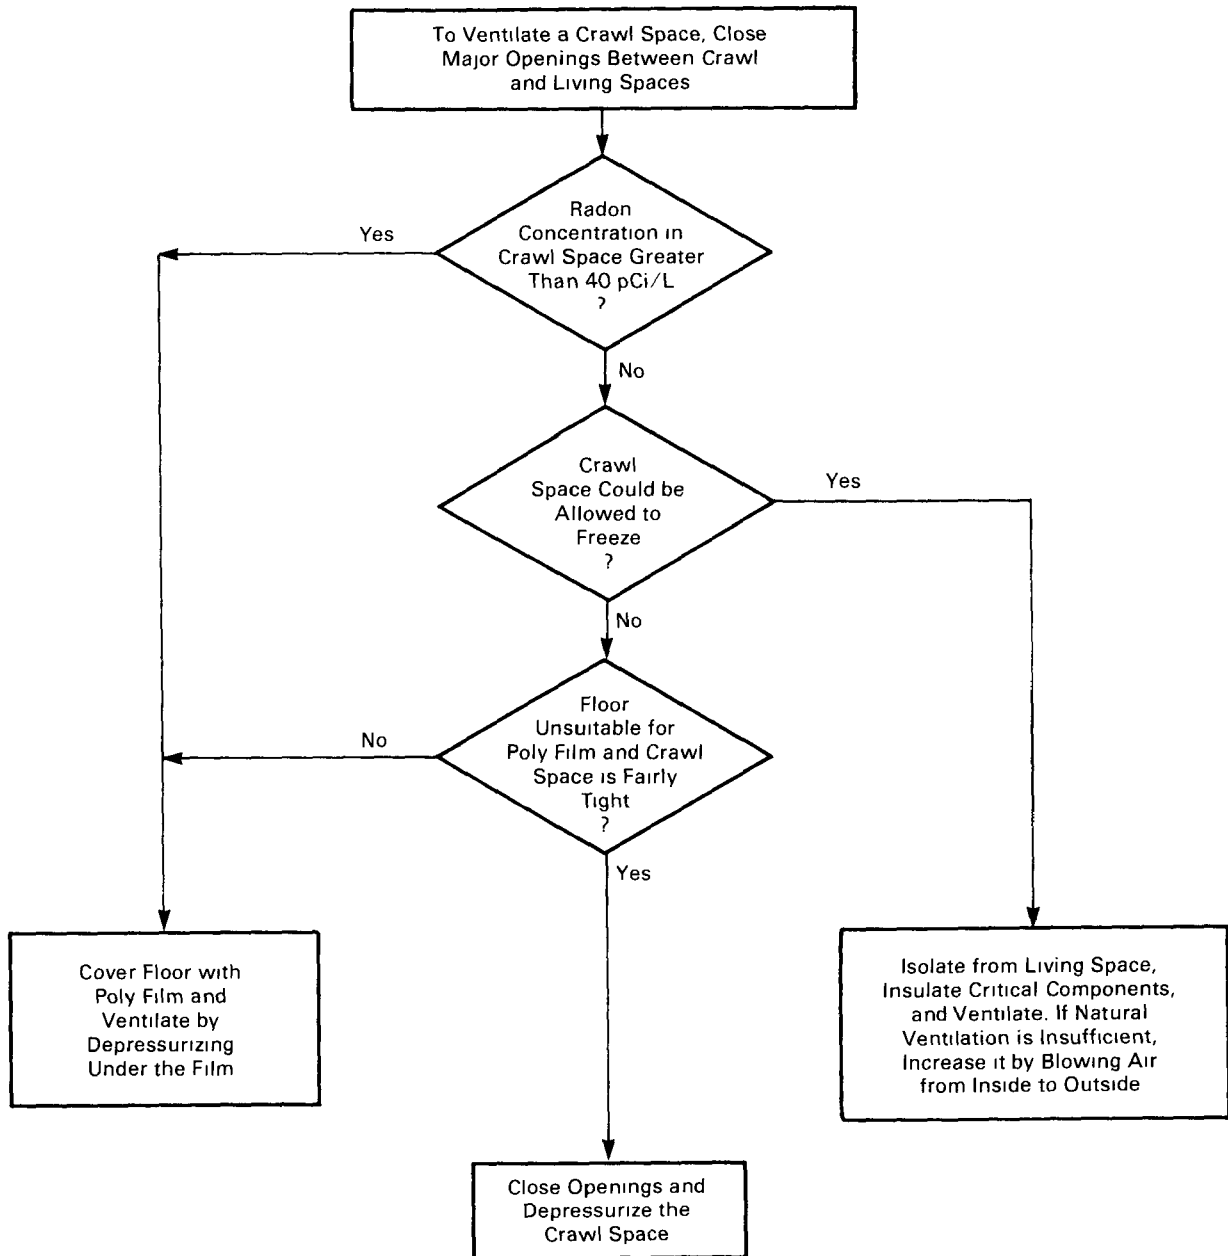 To Ventilate a Crawl Space, Close
Major Openings Between Crawl
and Living Spaces
Radon
Concentration in
Crawl Space Greater
Than 40 pCi/L
?
Yes
No
Crawl
Space Could be
Allowed to
Freeze
?
Yes
No
Floor
Unsuitable for
Poly Film and Crawl
Space is Fairly
Tight
?
No
Yes
Cover Floor with
Poly Film and
Ventilate by
Depressurizing
Under the Film
Isolate from Living Space,
Insulate Critical Components,
and Ventilate. If Natural
Ventilation is Insufficient,
Increase it by Blowing Air
from Inside to Outside
Close Openings and
Depressurize the
Crawl Space